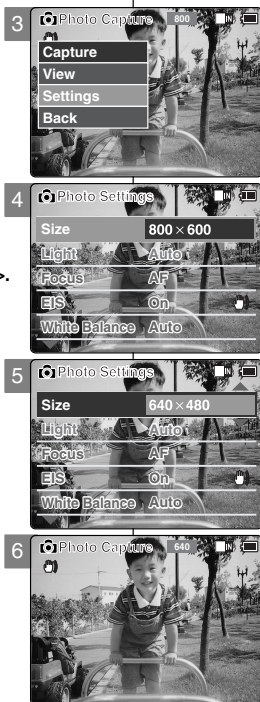 3
Photo Capture 800 IN
Capture
View
Settings
Back
4
Photo Settings IN
Size 800×600
Light Auto
Focus AF
EIS On
White Balance Auto
>.
5
Photo Settings IN
Size 640×480
Light Auto
Focus AF
EIS On
White Balance Auto
6
Photo Capture 640 IN